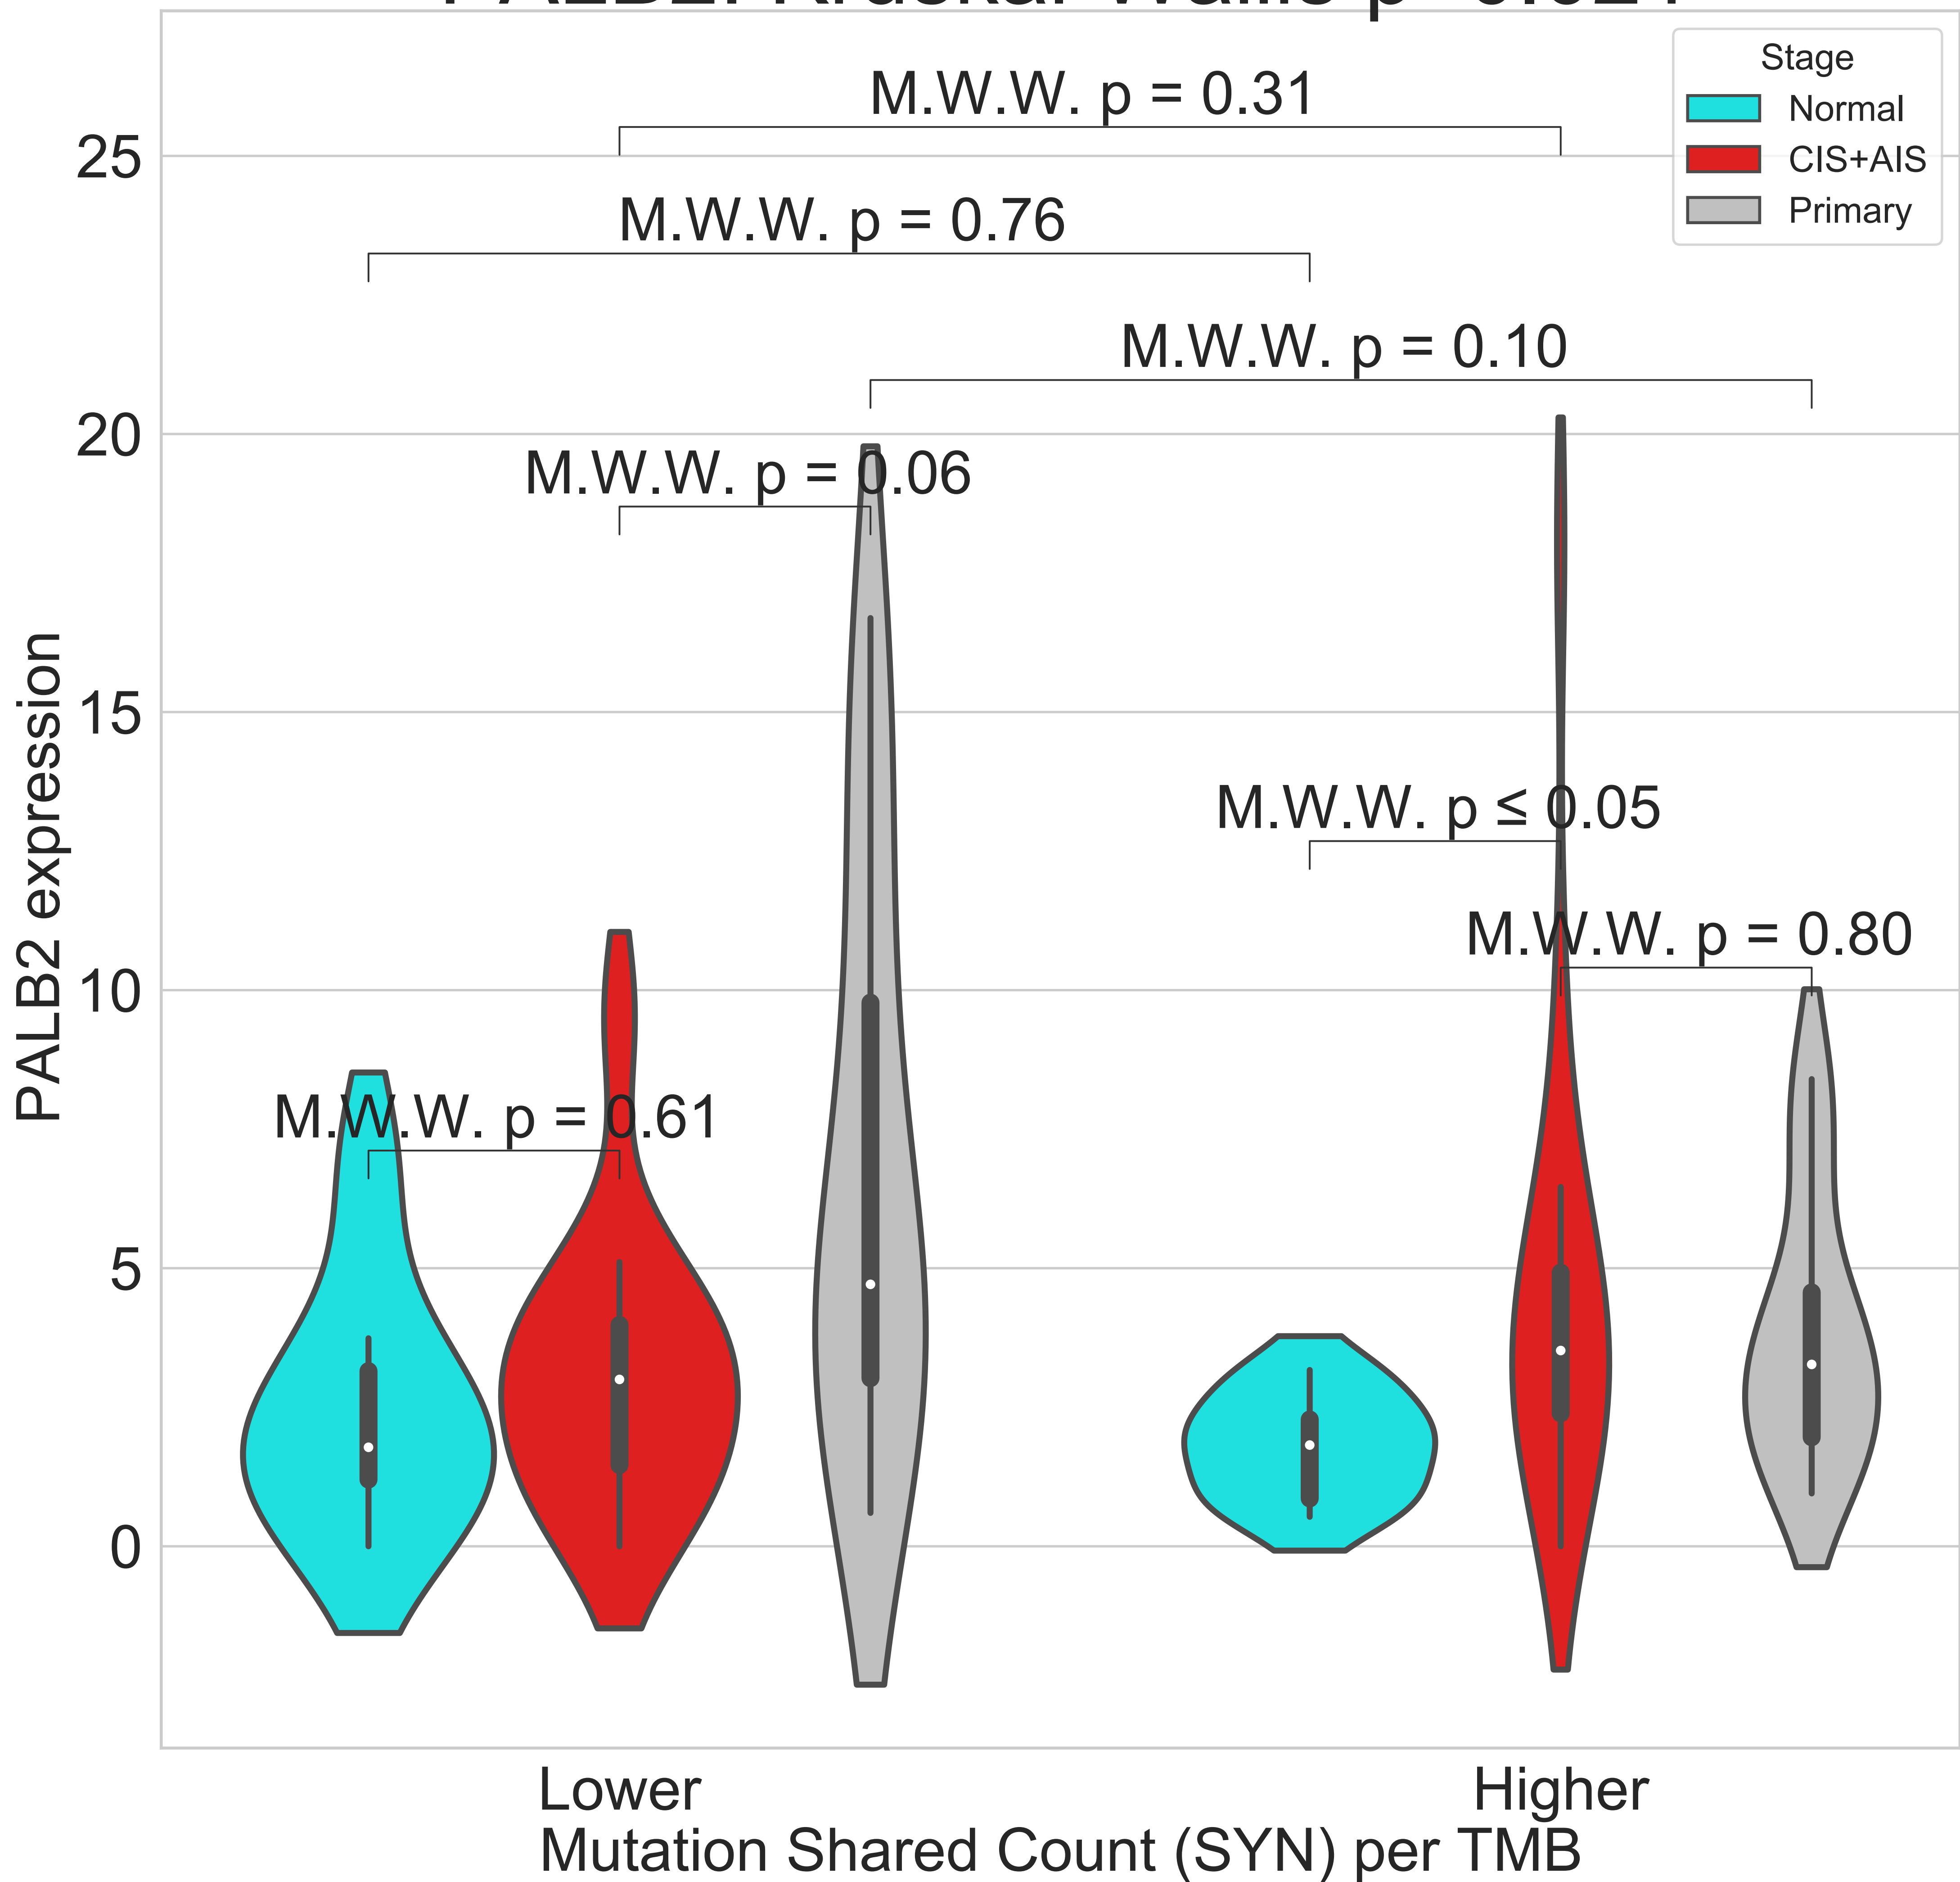 Stage
Normal
CIS+AIS
Primary
M.W.W. p = 0.31
M.W.W. p = 0.76
M.W.W. p = 0.10
M.W.W. p = 0.06
M.W.W. p ≤ 0.05
M.W.W. p = 0.80
M.W.W. p = 0.61
25
20
15
10
5
0
PALB2 expression
Lower
Higher
Mutation Shared Count (SYN) per TMB